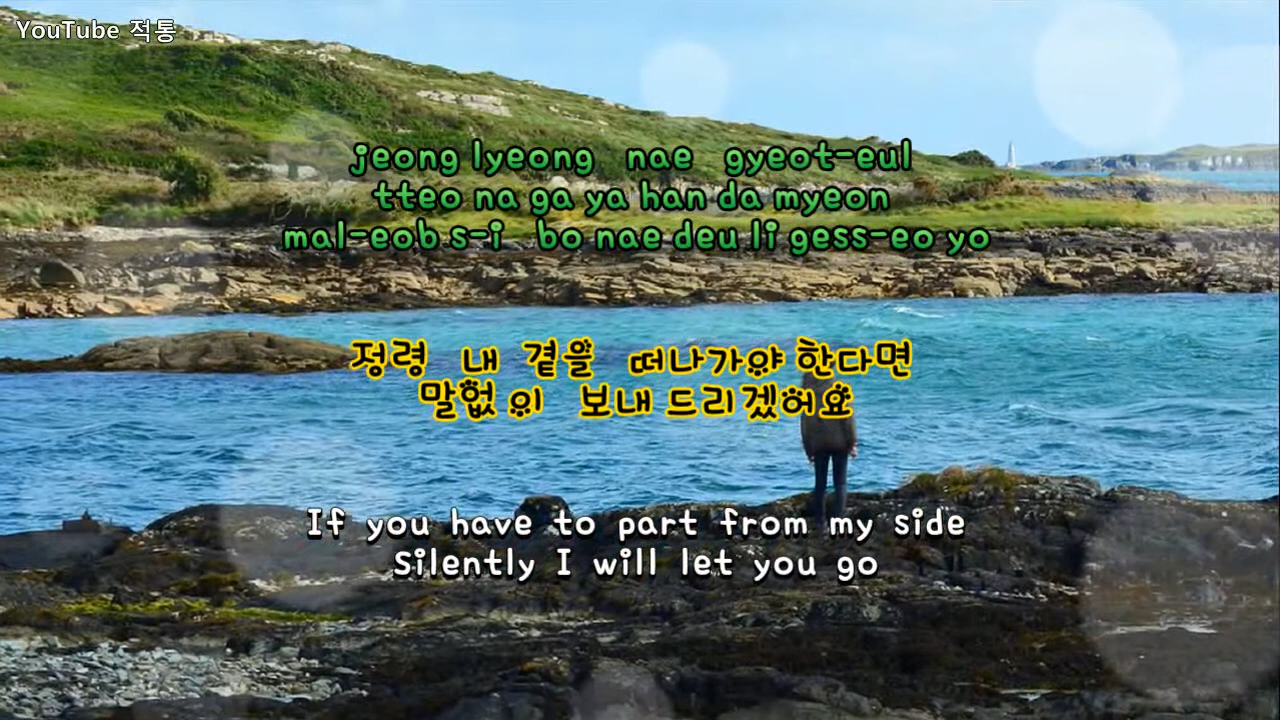 YouTube 적통
jeong lyeong nae gyeot-eul
tteo na ga ya han da myeon
mal-eob s-i bo nae deu li gess-eo yo
정령 내 곁을 떠나가야 한다면
말없 이 보내 드리겠어요
If you have to part from my side
Silently I will let you go